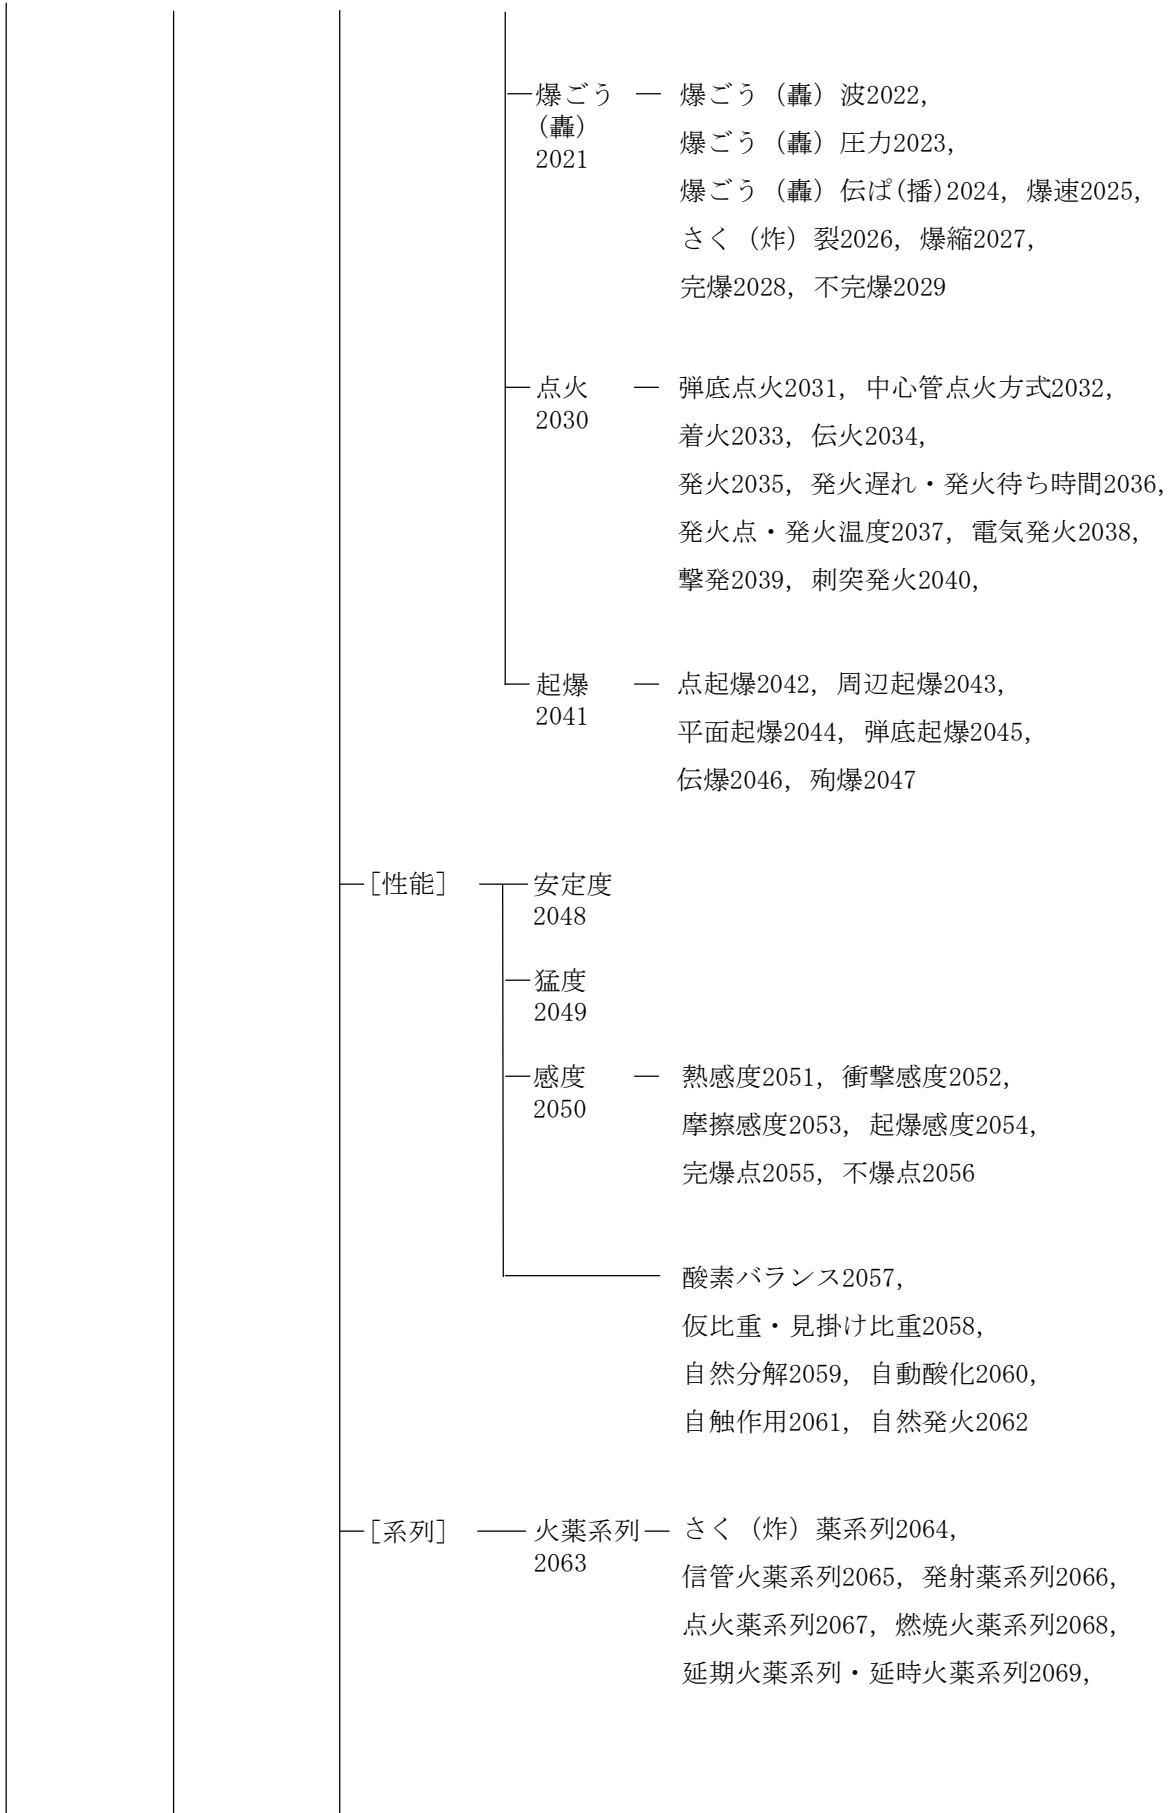 爆ごう
(轟)
2021
爆ごう（轟）波2022,
爆ごう（轟）圧力2023,
爆ごう（轟）伝ぱ(播)2024, 爆速2025,
さく（炸）裂2026, 爆縮2027,
完爆2028, 不完爆2029
点火
2030
弾底点火2031, 中心管点火方式2032,
着火2033, 伝火2034,
発火2035, 発火遅れ・発火待ち時間2036,
発火点・発火温度2037, 電気発火2038,
撃発2039, 刺突発火2040,
起爆
2041
点起爆2042, 周辺起爆2043,
平面起爆2044, 弾底起爆2045,
伝爆2046, 殉爆2047
[性能]
安定度
2048
猛度
2049
感度
2050
熱感度2051, 衝撃感度2052,
摩擦感度2053, 起爆感度2054,
完爆点2055, 不爆点2056
酸素バランス2057,
仮比重・見掛け比重2058,
自然分解2059, 自動酸化2060,
自触作用2061, 自然発火2062
[系列]
火薬系列
2063
さく（炸）薬系列2064,
信管火薬系列2065, 発射薬系列2066,
点火薬系列2067, 燃焼火薬系列2068,
延期火薬系列・延時火薬系列2069,